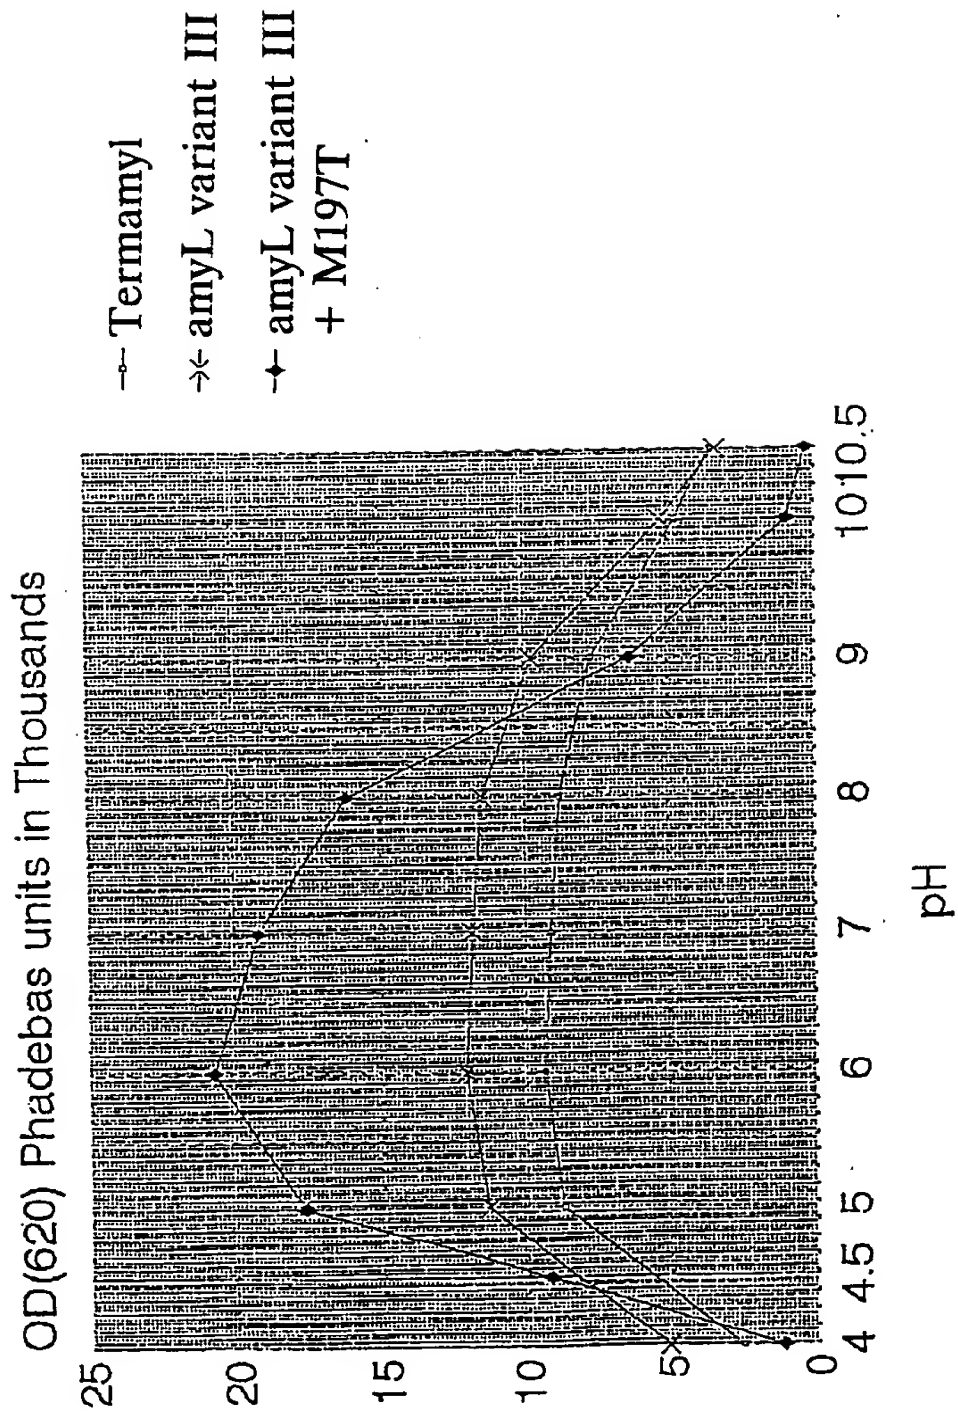 OD(620) Phadebas units in Thousands
25
20
15
10
5
0
4 4.5 5 6 7 8 9 10 10.5
pH
Termamyl
amyL variant III
amyL variant III
+ M197T